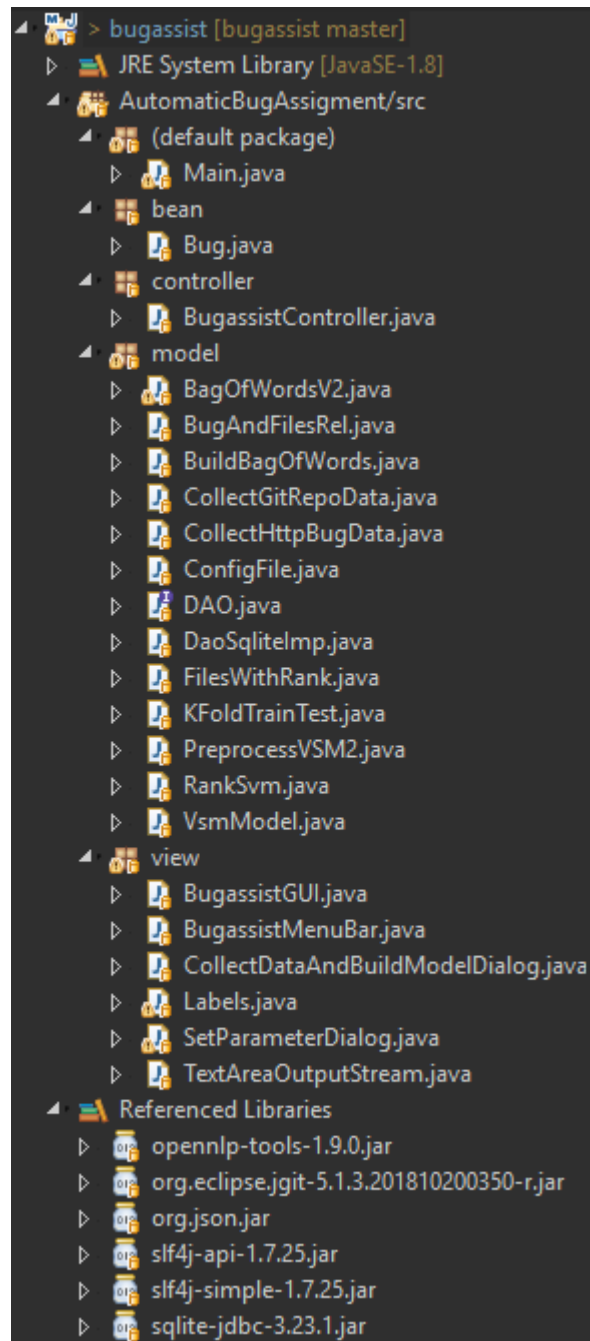 > bugassist [bugassist master]
JRE System Library [JavaSE-1.8]
AutomaticBugAssigment/src
(default package)
Main.java
bean
Bug.java
controller
BugassistController.java
model
BagOfWordsV2.java
BugAndFilesRel.java
BuildBagOfWords.java
CollectGitRepoData.java
CollectHttpBugData.java
ConfigFile.java
DAO.java
DaoSqliteImp.java
FilesWithRank.java
KFoldTrainTest.java
PreprocessVSM2.java
RankSvm.java
VsmModel.java
view
BugassistGUI.java
BugassistMenuBar.java
CollectDataAndBuildModelDialog.java
Labels.java
SetParameterDialog.java
TextAreaOutputStream.java
Referenced Libraries
opennlp-tools-1.9.0.jar
org.eclipse.jgit-5.1.3.201810200350-r.jar
org.json.jar
slf4j-api-1.7.25.jar
slf4j-simple-1.7.25.jar
sqlite-jdbc-3.23.1.jar